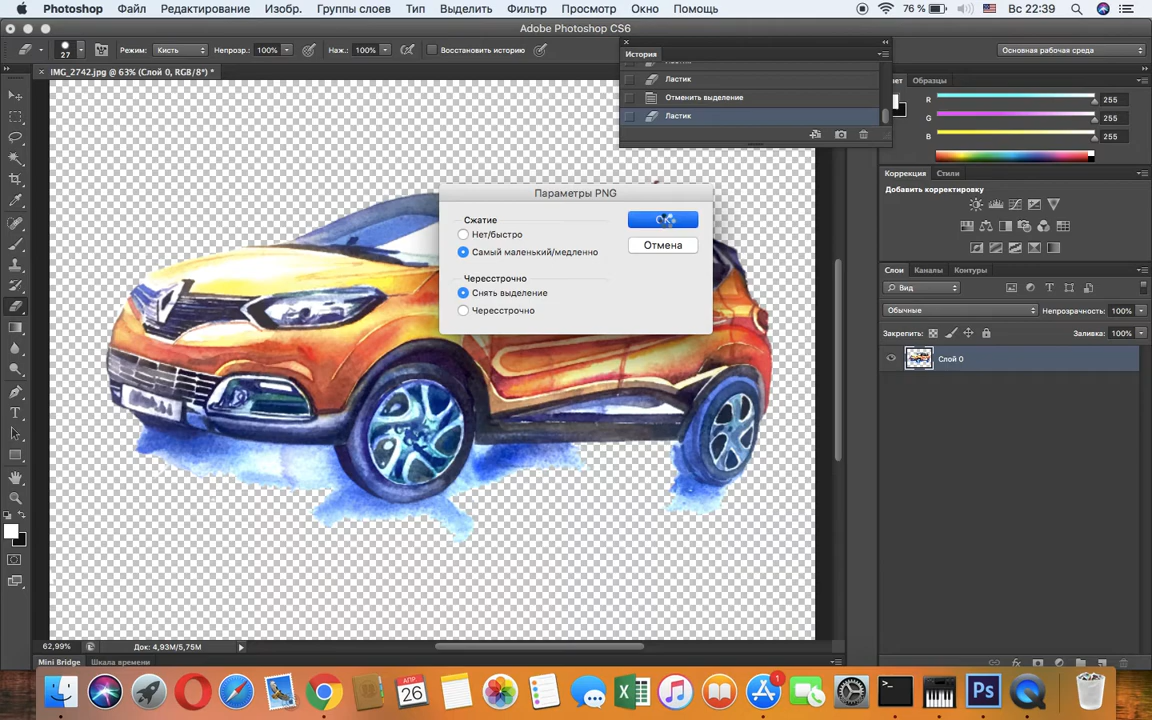 Photoshop Файл Редактирование Изобр. Группы слоев Тип Выделить Фильтр Просмотр Окно Помощь 76 % Вс 22:39
Adobe Photoshop CS6
27 Режим: Кисть Непрозр.: 100% Наж.: 100% Восстановить историю Основная рабочая среда
История
IMG_2742.jpg @ 63% (Слой 0, RGB/8*) *
Ластик
Отменить выделение
Ластик
Образцы
R 255
G 255
B 255
Коррекция Стили
Добавить корректировку
Параметры PNG
Сжатие
Нет/быстро
Самый маленький/медленно
Отмена
Чересстрочно
Снять выделение
Чересстрочно
Слои Каналы Контуры
Вид
Обычные Непрозрачность: 100%
Закрепить: Заливка: 100%
Слой 0
62,99% Док: 4,93M/5,75M
Mini Bridge Шкала времени
АПР.
26
1
Ps